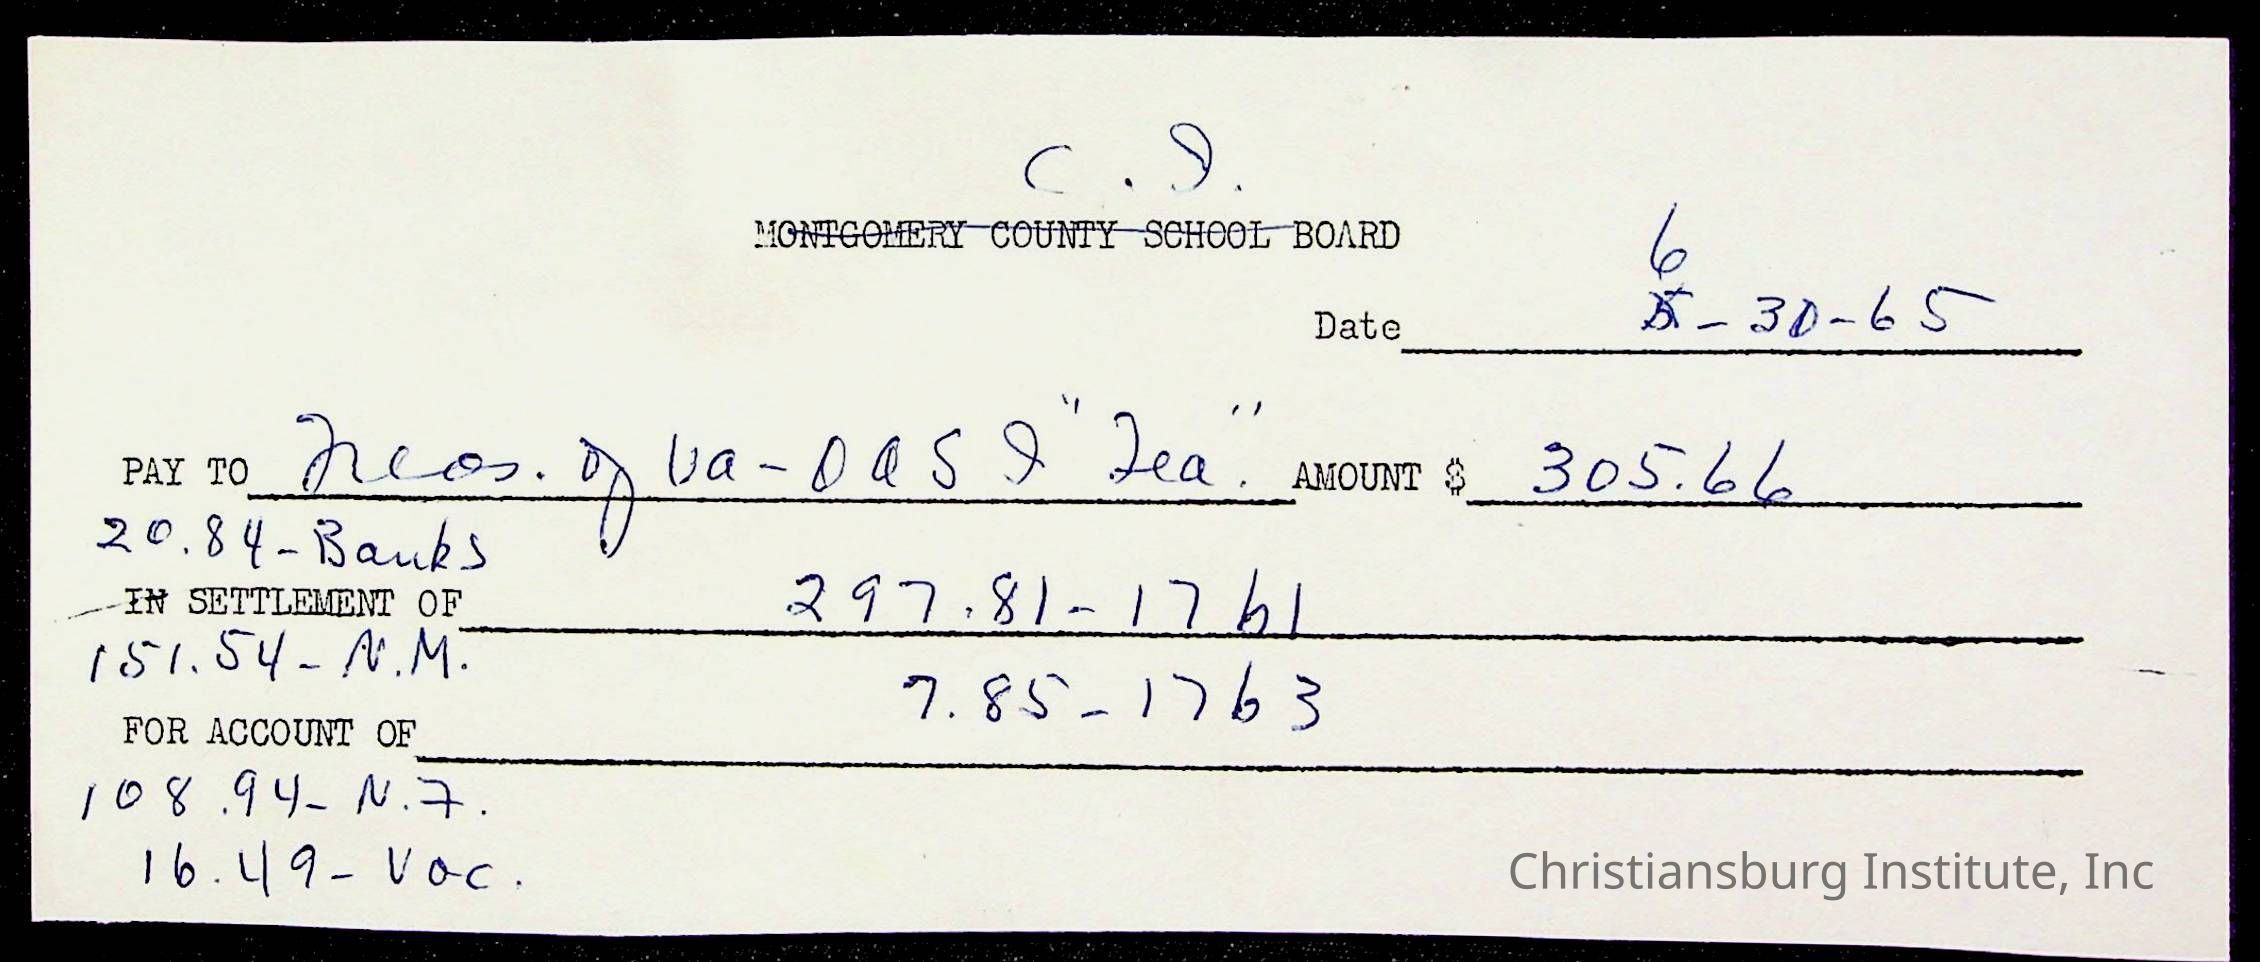 C. I.
MONTGOMERY COUNTY SCHOOL BOARD
6
5-30-65
Date
PAY TO Treas. of Va - OASI "Fea". AMOUNT $ 305.66
20.84-Banks
IN SETTLEMENT OF 297.81-1761
151.54-N.M.
7.85-1763
FOR ACCOUNT OF
108.94-N.F.
16.49-Voc.
Christiansburg Institute, Inc